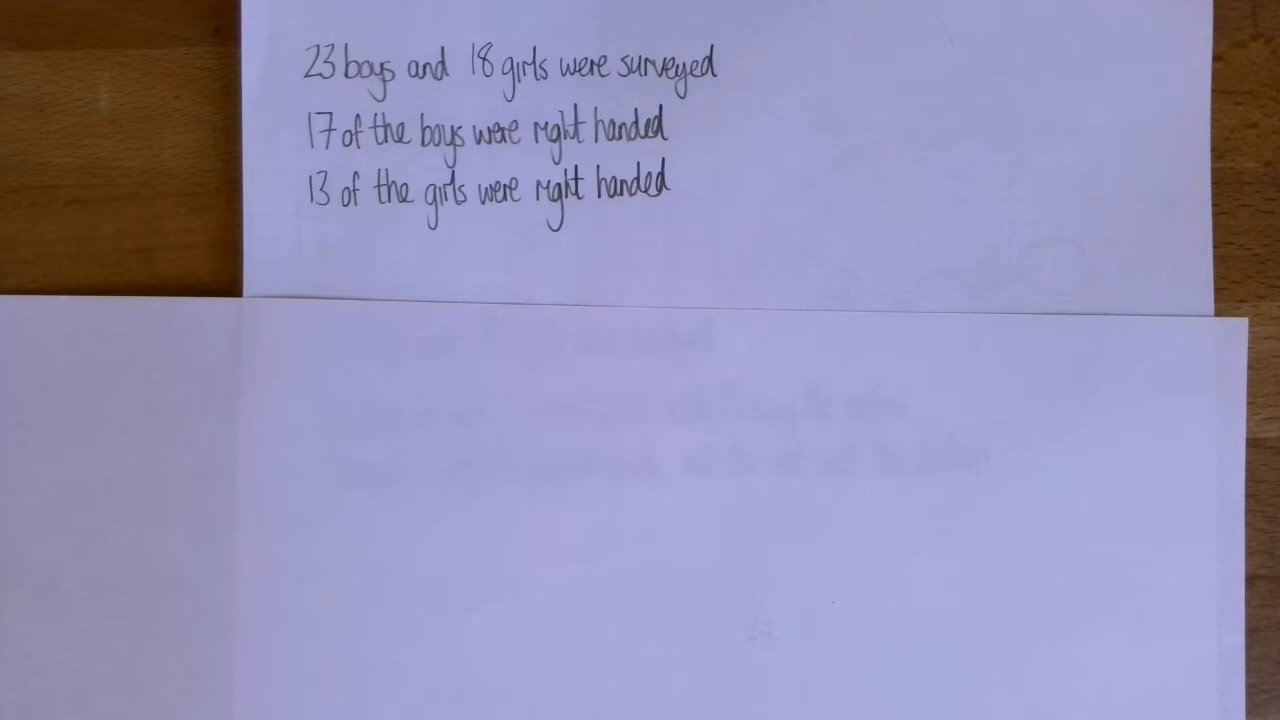 23 boys and 18 girls were surveyed
17 of the boys were right handed
13 of the girls were right handed